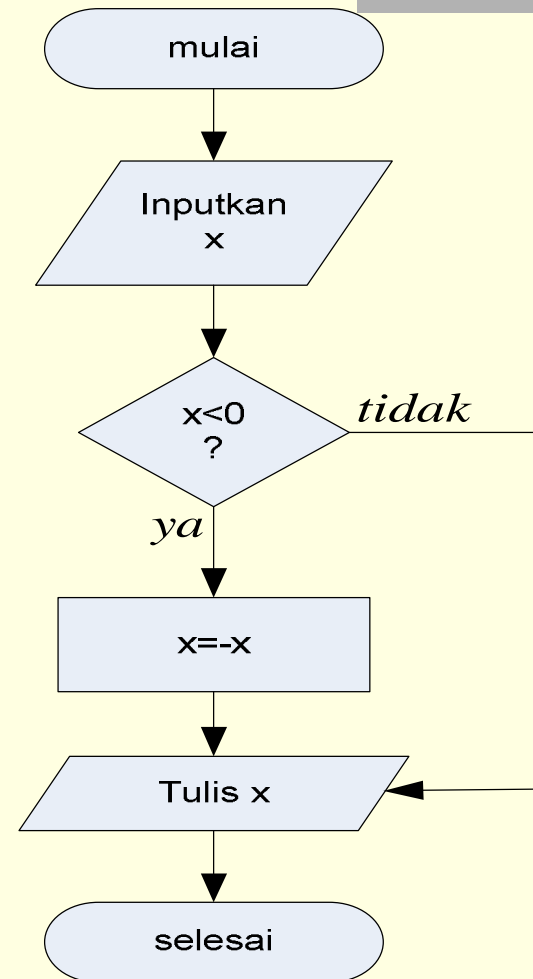 mulai
Inputkan
x
x<0
?
tidak
ya
x=-x
Tulis x
selesai